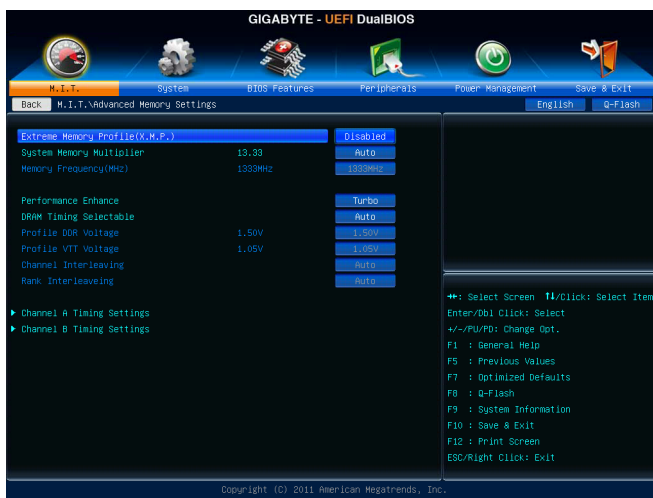 GIGABYTE - UEFI DualBIOS
M.I.T. System BIOS Features Peripherals Power Management Save & Exit
Back M.I.T.\Advanced Memory Settings English Q-Flash
Extreme Memory Profile(X.M.P.) Disabled
System Memory Multiplier 13.33 Auto
Memory Frequency(MHz) 1333MHz 1333MHz
Performance Enhance Turbo
DRAM Timing Selectable Auto
Profile DDR Voltage 1.50V 1.50V
Profile VTT Voltage 1.05V 1.05V
Channel Interleaving Auto
Rank Interleaveing Auto
Channel A Timing Settings
Channel B Timing Settings
→←: Select Screen ↑↓/Click: Select Item
Enter/Dbl Click: Select
+/-/PU/PD: Change Opt.
F1 : General Help
F5 : Previous Values
F7 : Optimized Defaults
F8 : Q-Flash
F9 : System Information
F10 : Save & Exit
F12 : Print Screen
ESC/Right Click: Exit
Copyright (C) 2011 American Megatrends, Inc.